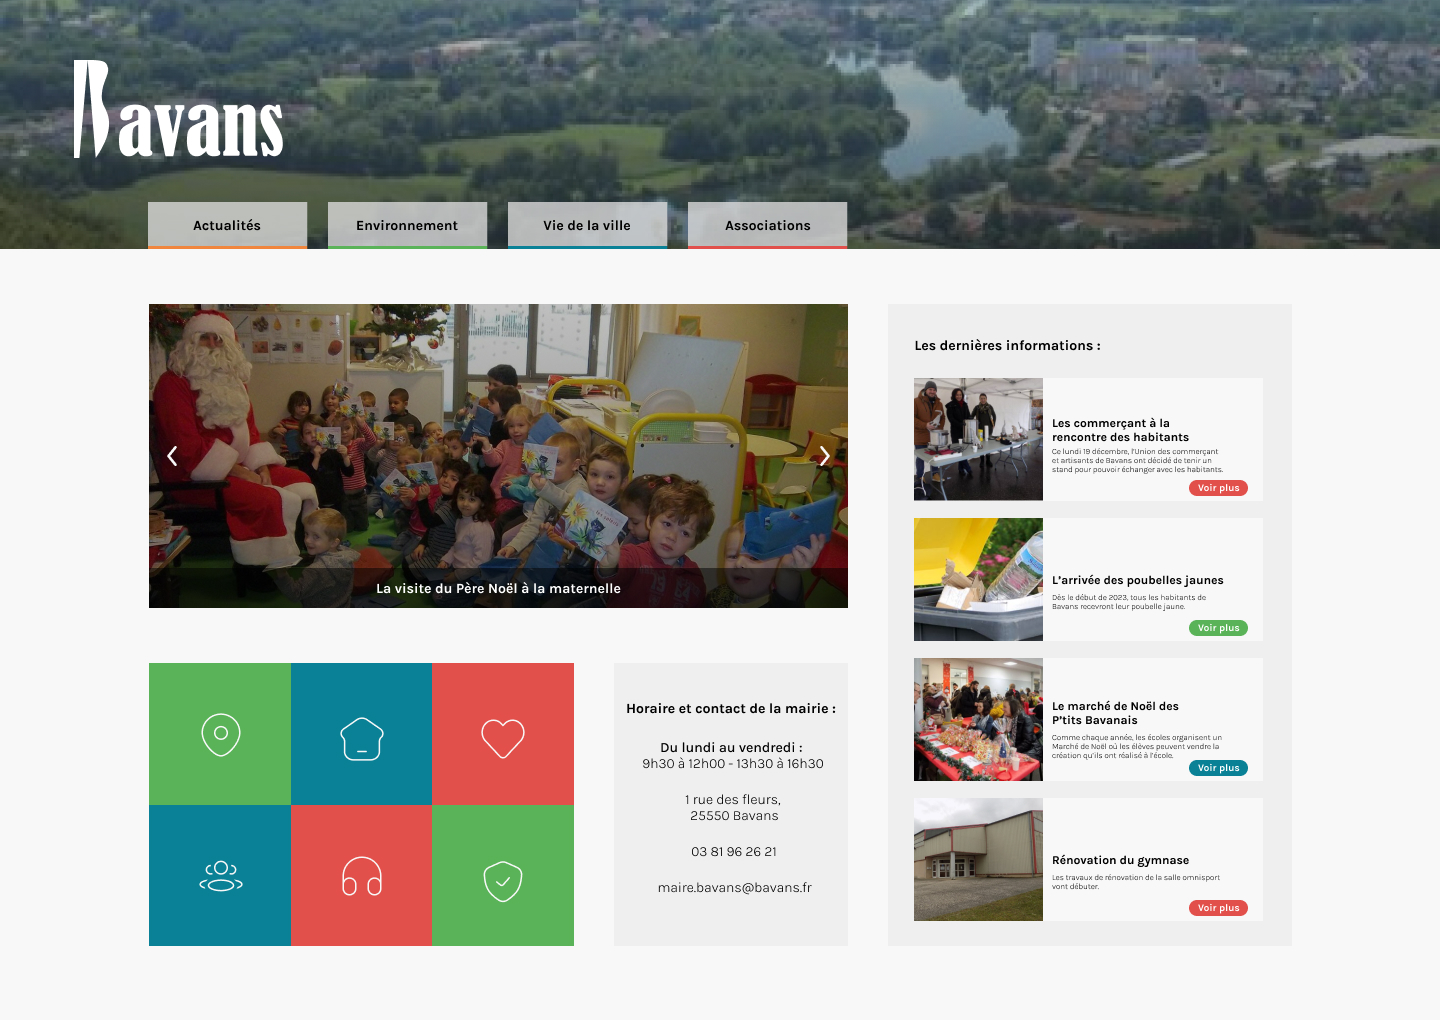 Bavans
Actualités
Environnement
Vie de la ville
Associations
La visite du Père Noël à la maternelle
Horaire et contact de la mairie :
Du lundi au vendredi :
9h30 à 12h00 - 13h30 à 16h30
1 rue des fleurs,
25550 Bavans
03 81 96 26 21
maire.bavans@bavans.fr
Les dernières informations :
Les commerçant à la
rencontre des habitants
Ce lundi 19 décembre, l'Union des commerçant
et artisants de Bavans ont décidé de tenir un
stand pour pouvoir échanger avec les habitants.
Voir plus
L'arrivée des poubelles jaunes
Dès le début de 2023, tous les habitants de
Bavans recevront leur poubelle jaune.
Voir plus
Le marché de Noël des
P'tits Bavanais
Comme chaque année, les écoles organisent un
Marché de Noël où les élèves peuvent vendre la
création qu'ils ont réalisé à l'école.
Voir plus
Rénovation du gymnase
Les travaux de rénovation de la salle omnisport
vont débuter.
Voir plus